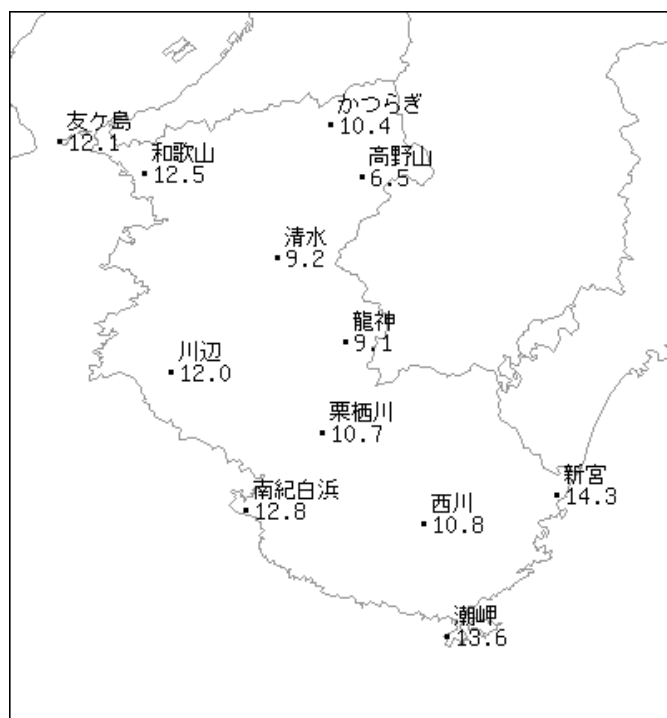 かつらぎ
10.4
友ケ島
12.1
和歌山
12.5
高野山
6.5
清水
9.2
龍神
9.1
川辺
12.0
栗栖川
10.7
新宮
14.3
南紀白浜
12.8
西川
10.8
潮岬
13.6